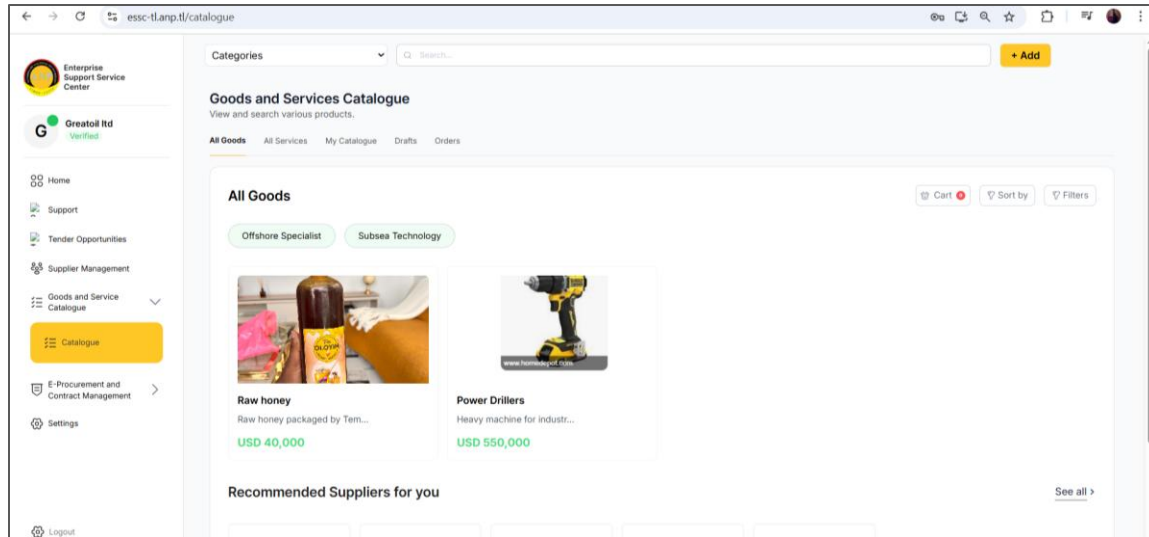 essc-tl.anp.tl/catalogue
Enterprise
Support Service
Center
G
Greatoil ltd
Verified
Home
Support
Tender Opportunities
Supplier Management
Goods and Service
Catalogue
Catalogue
E-Procurement and
Contract Management
Settings
Logout
Categories
Search...
+ Add
Goods and Services Catalogue
View and search various products.
All Goods All Services My Catalogue Drafts Orders
All Goods
Cart 0 Sort by Filters
Offshore Specialist Subsea Technology
OLOYIN
www.homedepot.com
Raw honey
Raw honey packaged by Tem...
USD 40,000
Power Drillers
Heavy machine for industr...
USD 550,000
Recommended Suppliers for you
See all >